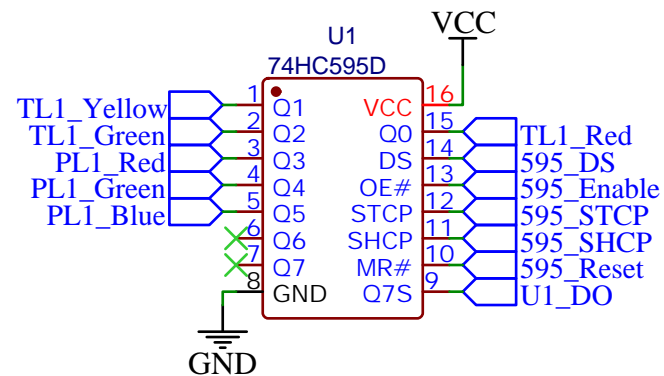 VCC
U1
74HC595D
TL1_Yellow 1 Q1 VCC 16
TL1_Green 2 Q2 Q0 15 TL1_Red
PL1_Red 3 Q3 DS 14 595_DS
PL1_Green 4 Q4 OE# 13 595_Enable
PL1_Blue 5 Q5 STCP 12 595_STCP
6 Q6 SHCP 11 595_SHCP
7 Q7 MR# 10 595_Reset
8 GND Q7S 9 U1_DO
GND